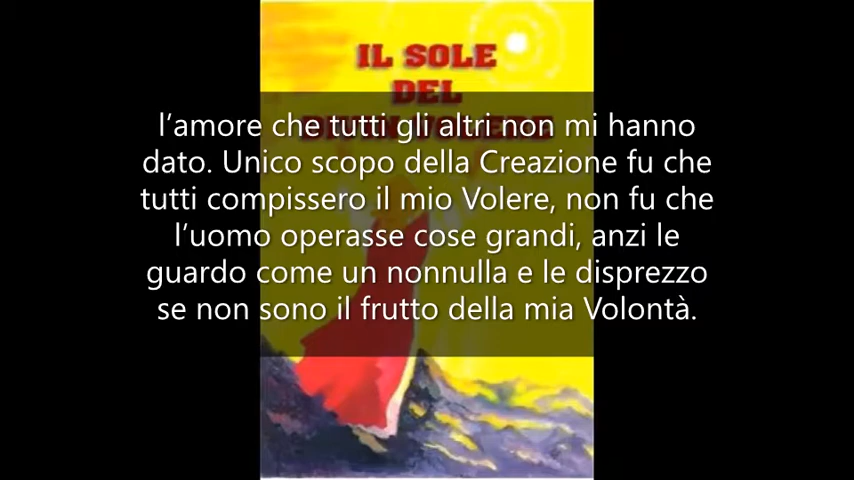 IL SOLE
DEL
l’amore che tutti gli altri non mi hanno
dato. Unico scopo della Creazione fu che
tutti compissero il mio Volere, non fu che
l’uomo operasse cose grandi, anzi le
guardo come un nonnulla e le disprezzo
se non sono il frutto della mia Volontà.